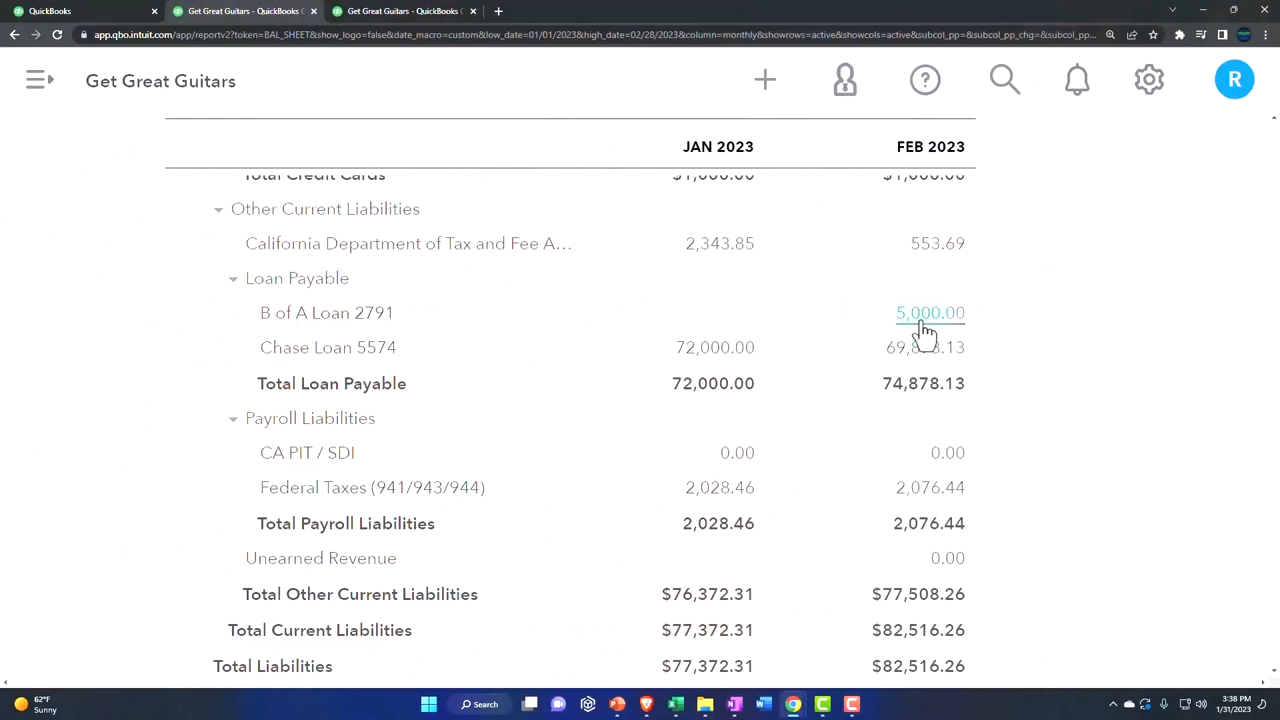 QuickBooks
Get Great Guitars - QuickBooks C
Get Great Guitars - QuickBooks C
app.qbo.intuit.com/app/reportv2?token=BAL_SHEET&show_logo=false&date_macro=custom&low_date=01/01/2023&high_date=02/28/2023&column=monthly&showrows=active&showcols=active&subcol_pp=&subcol_pp_chg=&subcol_pp...
Get Great Guitars
R
JAN 2023 FEB 2023
Total Credit Cards $1,000.00
Other Current Liabilities
California Department of Tax and Fee A... 2,343.85 553.69
Loan Payable
B of A Loan 2791 5,000.00
Chase Loan 5574 72,000.00
Total Loan Payable 72,000.00 74,878.13
Payroll Liabilities
CA PIT / SDI 0.00 0.00
Federal Taxes (941/943/944) 2,028.46 2,076.44
Total Payroll Liabilities 2,028.46 2,076.44
Unearned Revenue 0.00
Total Other Current Liabilities $76,372.31 $77,508.26
Total Current Liabilities $77,372.31 $82,516.26
Total Liabilities $77,372.31 $82,516.26
62°F
Sunny
Search
3:38 PM
1/31/2023